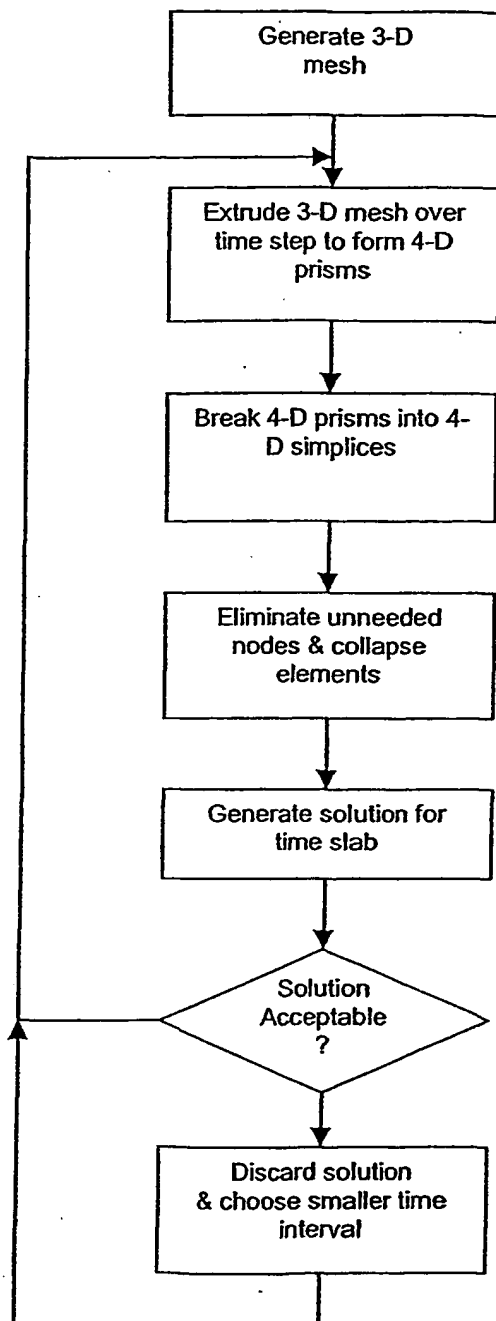 Generate 3-D
mesh
Extrude 3-D mesh over
time step to form 4-D
prisms
Break 4-D prisms into 4-
D simplices
Eliminate unneeded
nodes & collapse
elements
Generate solution for
time slab
Solution
Acceptable
?
Discard solution
& choose smaller time
interval